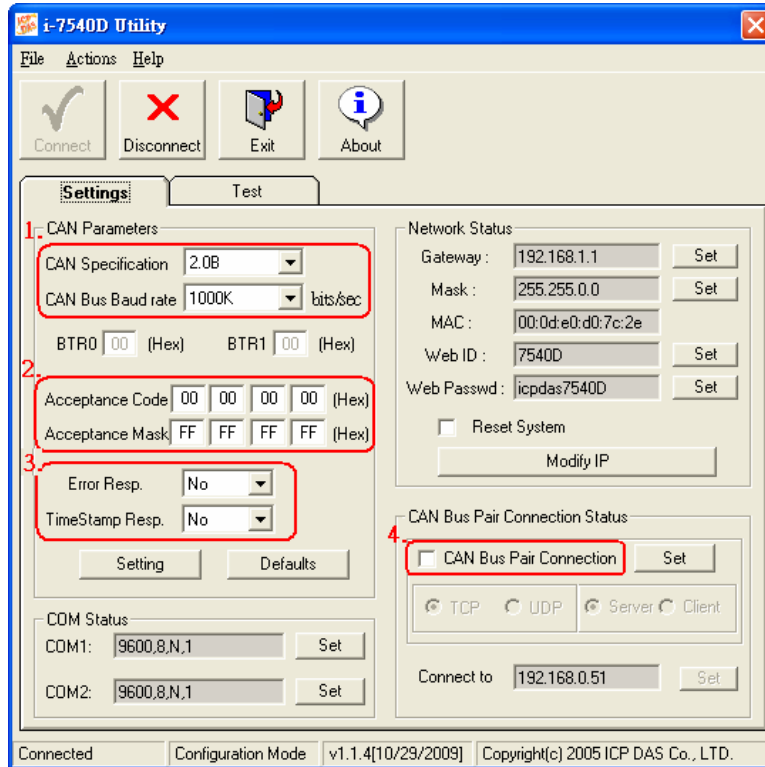 i-7540D Utility
File Actions Help
Connect
Disconnect
Exit
About
Settings
Test
1.
CAN Parameters
CAN Specification 2.0B
CAN Bus Baud rate 1000K bits/sec
BTR0 00 (Hex) BTR1 00 (Hex)
2.
Acceptance Code 00 00 00 00 (Hex)
Acceptance Mask FF FF FF FF (Hex)
3.
Error Resp. No
TimeStamp Resp. No
Setting Defaults
COM Status
COM1: 9600,8,N,1 Set
COM2: 9600,8,N,1 Set
Network Status
Gateway : 192.168.1.1 Set
Mask : 255.255.0.0 Set
MAC : 00:0d:e0:d0:7c:2e
Web ID : 7540D Set
Web Passwd : icpdas7540D Set
Reset System
Modify IP
CAN Bus Pair Connection Status
4.
CAN Bus Pair Connection Set
TCP UDP Server Client
Connect to 192.168.0.51 Set
Connected Configuration Mode v1.1.4[10/29/2009] Copyright(c) 2005 ICP DAS Co., LTD.